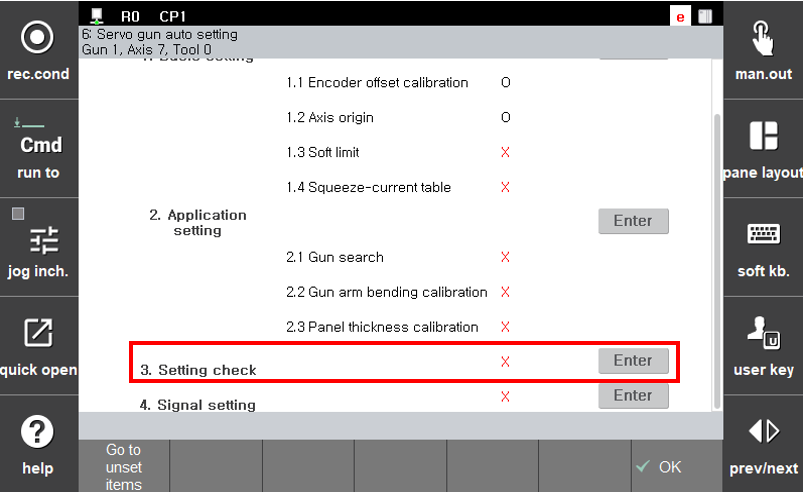 R0 CP1
e
6: Servo gun auto setting
Gun 1, Axis 7, Tool 0
1. Basic setting
1.1 Encoder offset calibration O
1.2 Axis origin O
1.3 Soft limit X
1.4 Squeeze-current table X
2. Application
setting
Enter
2.1 Gun search X
2.2 Gun arm bending calibration X
2.3 Panel thickness calibration X
3. Setting check X Enter
4. Signal setting X Enter
rec.cond
Cmd
run to
jog inch.
quick open
?
help
man.out
pane layout
soft kb.
U
user key
prev/next
Go to
unset
items
OK